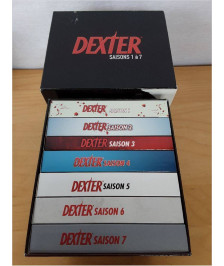 DEXTER
SAISONS 1 à 7
DEXTER SAISON 1
DEXTER SAISON 2
DEXTER SAISON 3
DEXTER SAISON 4
DEXTER SAISON 5
DEXTER SAISON 6
DEXTER SAISON 7